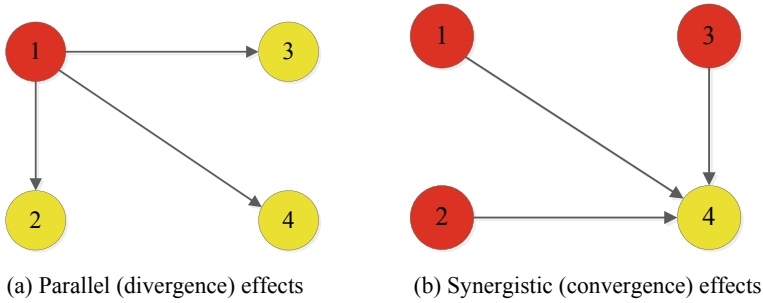 1 3
2 4
(a) Parallel (divergence) effects
1 3
2 4
(b) Synergistic (convergence) effects